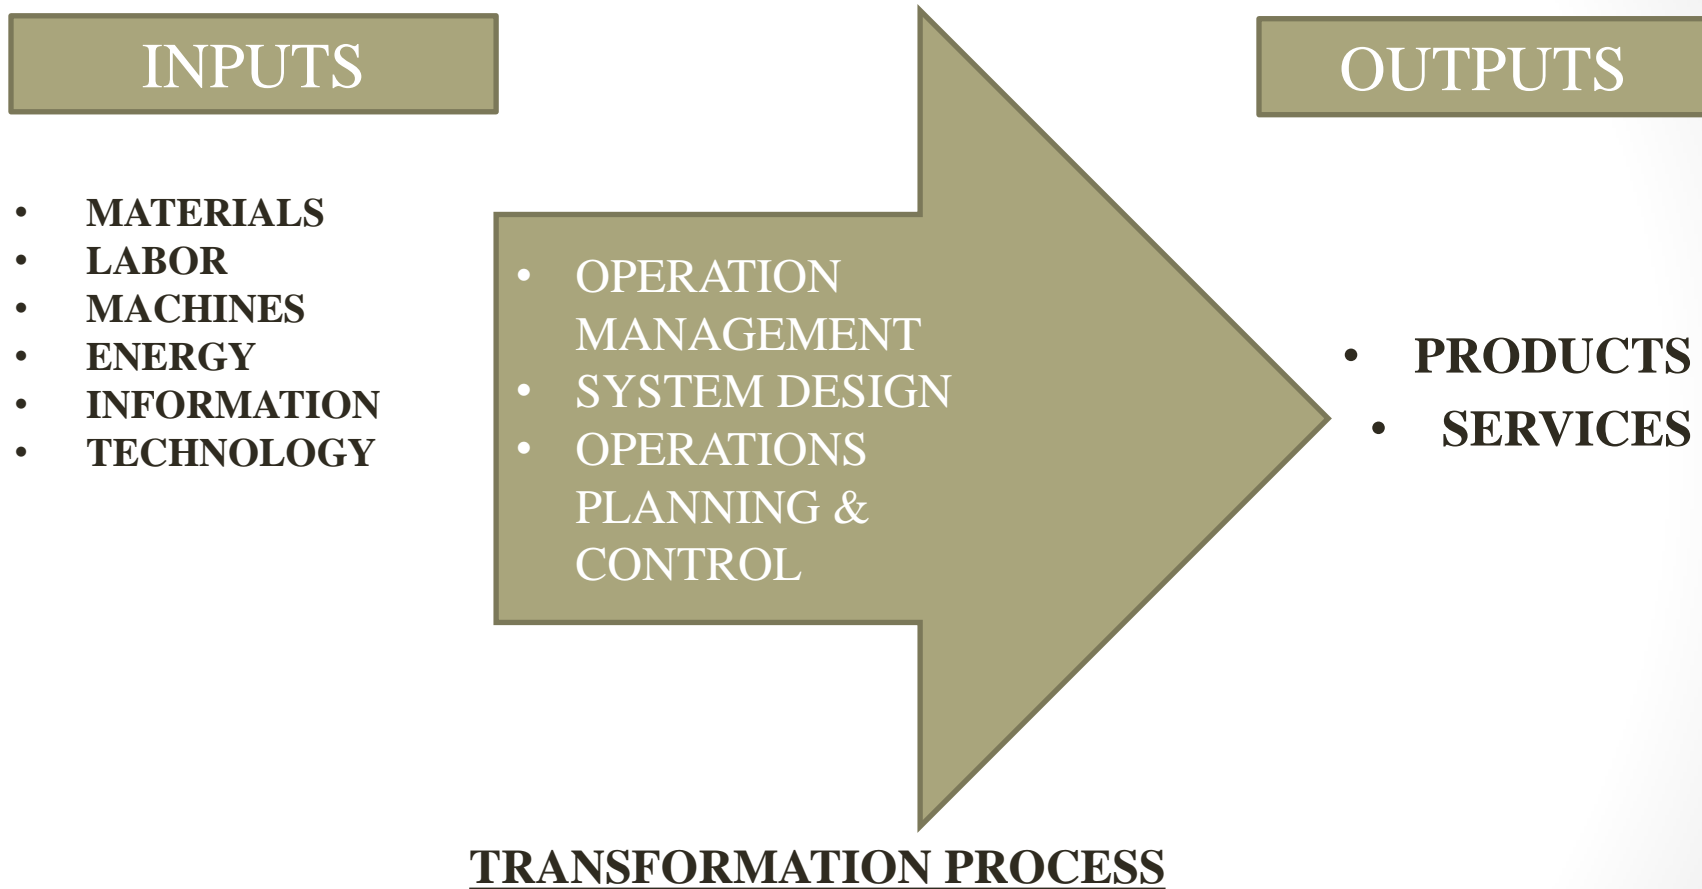 INPUTS
• MATERIALS
• LABOR
• MACHINES
• ENERGY
• INFORMATION
• TECHNOLOGY
• OPERATION
MANAGEMENT
• SYSTEM DESIGN
• OPERATIONS
PLANNING &
CONTROL
OUTPUTS
• PRODUCTS
• SERVICES
TRANSFORMATION PROCESS